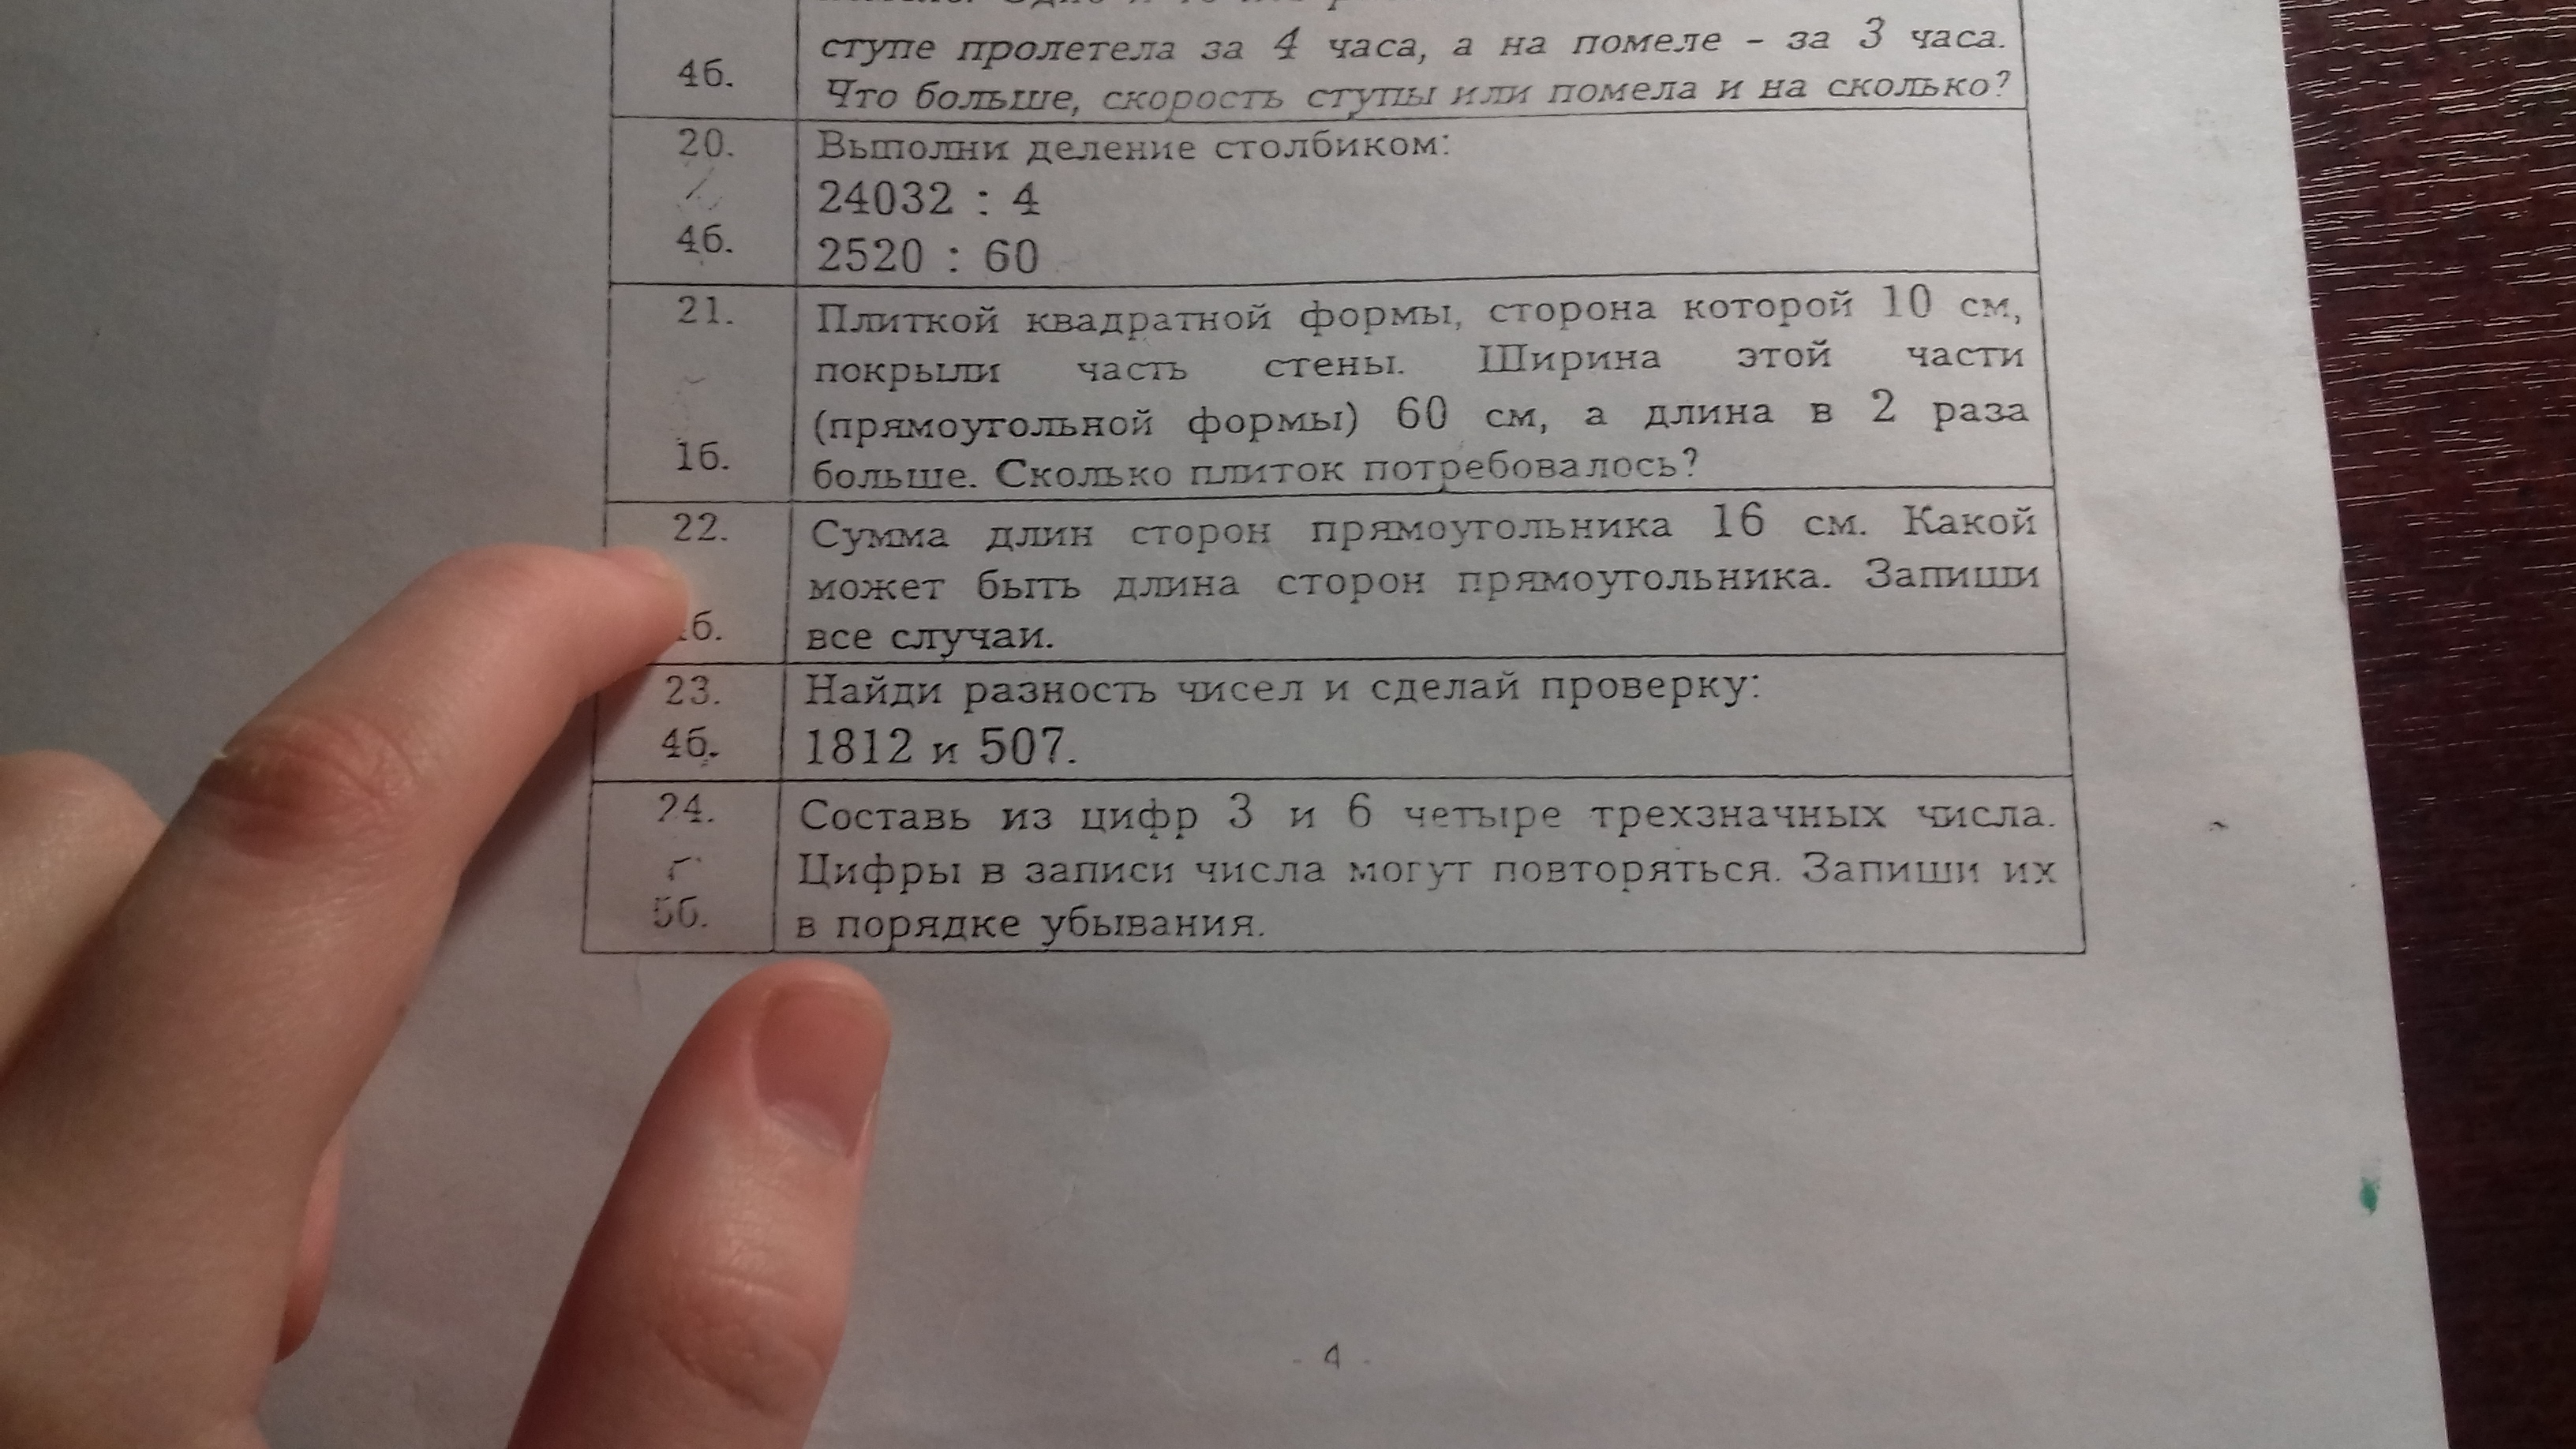 ступе пролетела за 4 часа, а на помеле – за 3 часа.
4б.
Что больше, скорость ступы или помела и на сколько?
20.
Выполни деление столбиком:
24032 : 4
4б.
2520 : 60
21.
Плиткой квадратной формы, сторона которой 10 см,
покрыли часть стены. Ширина этой части
(прямоугольной формы) 60 см, а длина в 2 раза
1б.
больше. Сколько плиток потребовалось?
22.
Сумма длин сторон прямоугольника 16 см. Какой
может быть длина сторон прямоугольника. Запиши
все случаи.
23.
Найди разность чисел и сделай проверку:
4б.
1812 и 507.
24.
Составь из цифр 3 и 6 четыре трехзначных числа.
Цифры в записи числа могут повторяться. Запиши их
5б.
в порядке убывания.
- 4 -